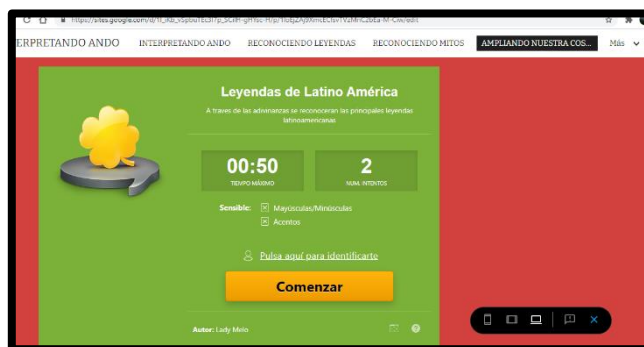 ERPRETANDO ANDO INTERPRETANDO ANDO RECONOCIENDO LEYENDAS RECONOCIENDO MITOS AMPLIANDO NUESTRA COS... Más
Leyendas de Latino América
A traves de las adivinanzas se reconoceran las principales leyendas
latinoamericanas
00:50 2
TIEMPO MÁXIMO NUM. INTENTOS
Sensible: Mayúsculas/Minúsculas
Acentos
Pulsa aquí para identificarte
Comenzar
Autor: Lady Melo